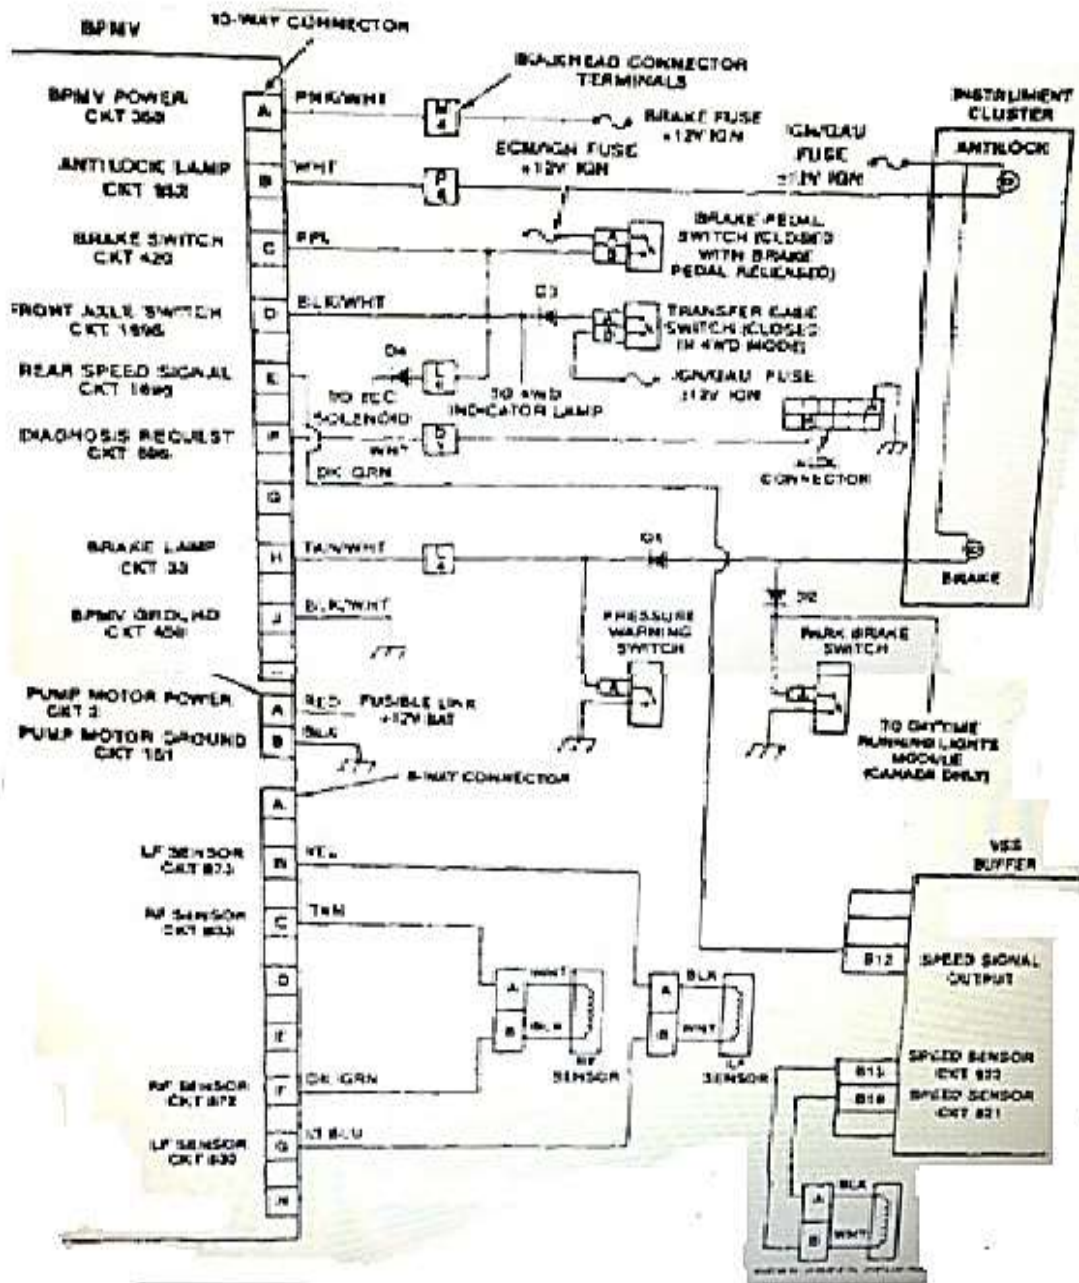 BPMV
10-WAY CONNECTOR
BPMV POWER
CKT 350
A
PNK/WHT
BULKHEAD CONNECTOR
TERMINALS
BRAKE FUSE
+12V IGN
INSTRUMENT
CLUSTER
ANTILOCK
IGN/GAU
FUSE
+12V IGN
ECM/IGN FUSE
+12V IGN
ANTILOCK LAMP
B
WHT
BRAKE SWITCH
CKT 420
C
PPL
A
B
BRAKE PEDAL
SWITCH (CLOSED
WITH BRAKE
PEDAL RELEASED)
FRONT AXLE SWITCH
CKT 1695
D
BLK/WHT
D3
TRANSFER CASE
SWITCH (CLOSED
IN 4WD MODE)
REAR SPEED SIGNAL
E
D4
L
IGN/GAU FUSE
+12V IGN
SOLENOID
TO 4WD
INDICATOR LAMP
DIAGNOSIS REQUEST
F
WHT
D
CONNECTOR
DK GRN
G
BRAKE LAMP
CKT 33
H
TAN/WHT
L
4
D1
BRAKE
BPMV GROUND
CKT 450
J
BLK/WHT
D2
PRESSURE
WARNING
SWITCH
A
PARK BRAKE
SWITCH
A
PUMP MOTOR POWER
CKT 2
A
RED
FUSIBLE LINK
+12V BAT
PUMP MOTOR GROUND
CKT 151
B
BLK
TO DAYTIME
RUNNING LIGHTS
MODULE
(CANADA ONLY)
A
8-WAY CONNECTOR
LF SENSOR
CKT 873
B
YEL
VSS
BUFFER
RF SENSOR
CKT 833
C
TAN
B12
SPEED SIGNAL
OUTPUT
D
A
WHT
B
BLK
RF
SENSOR
A
BLK
B
WHT
LF
SENSOR
E
RF SENSOR
CKT 872
F
DK GRN
SPEED SENSOR
SPEED SENSOR
CKT 821
LF SENSOR
CKT 830
G
LT BLU
H
A
BLK
B
WHT